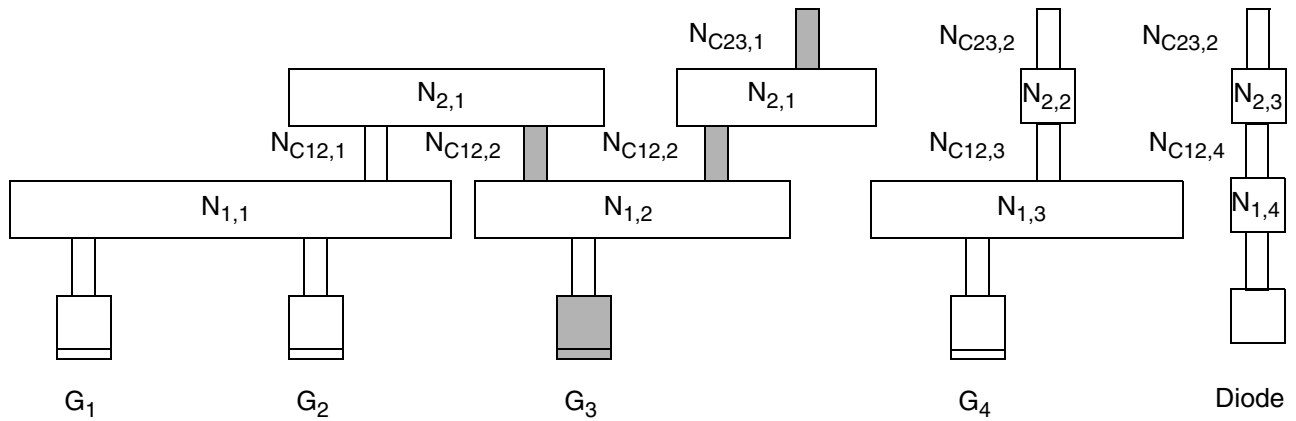 N_C23,1
N_C23,2
N_C23,2
N_2,1
N_2,1
N_2,2
N_2,3
N_C12,1
N_C12,2
N_C12,2
N_C12,3
N_C12,4
N_1,1
N_1,2
N_1,3
N_1,4
G_1
G_2
G_3
G_4
Diode